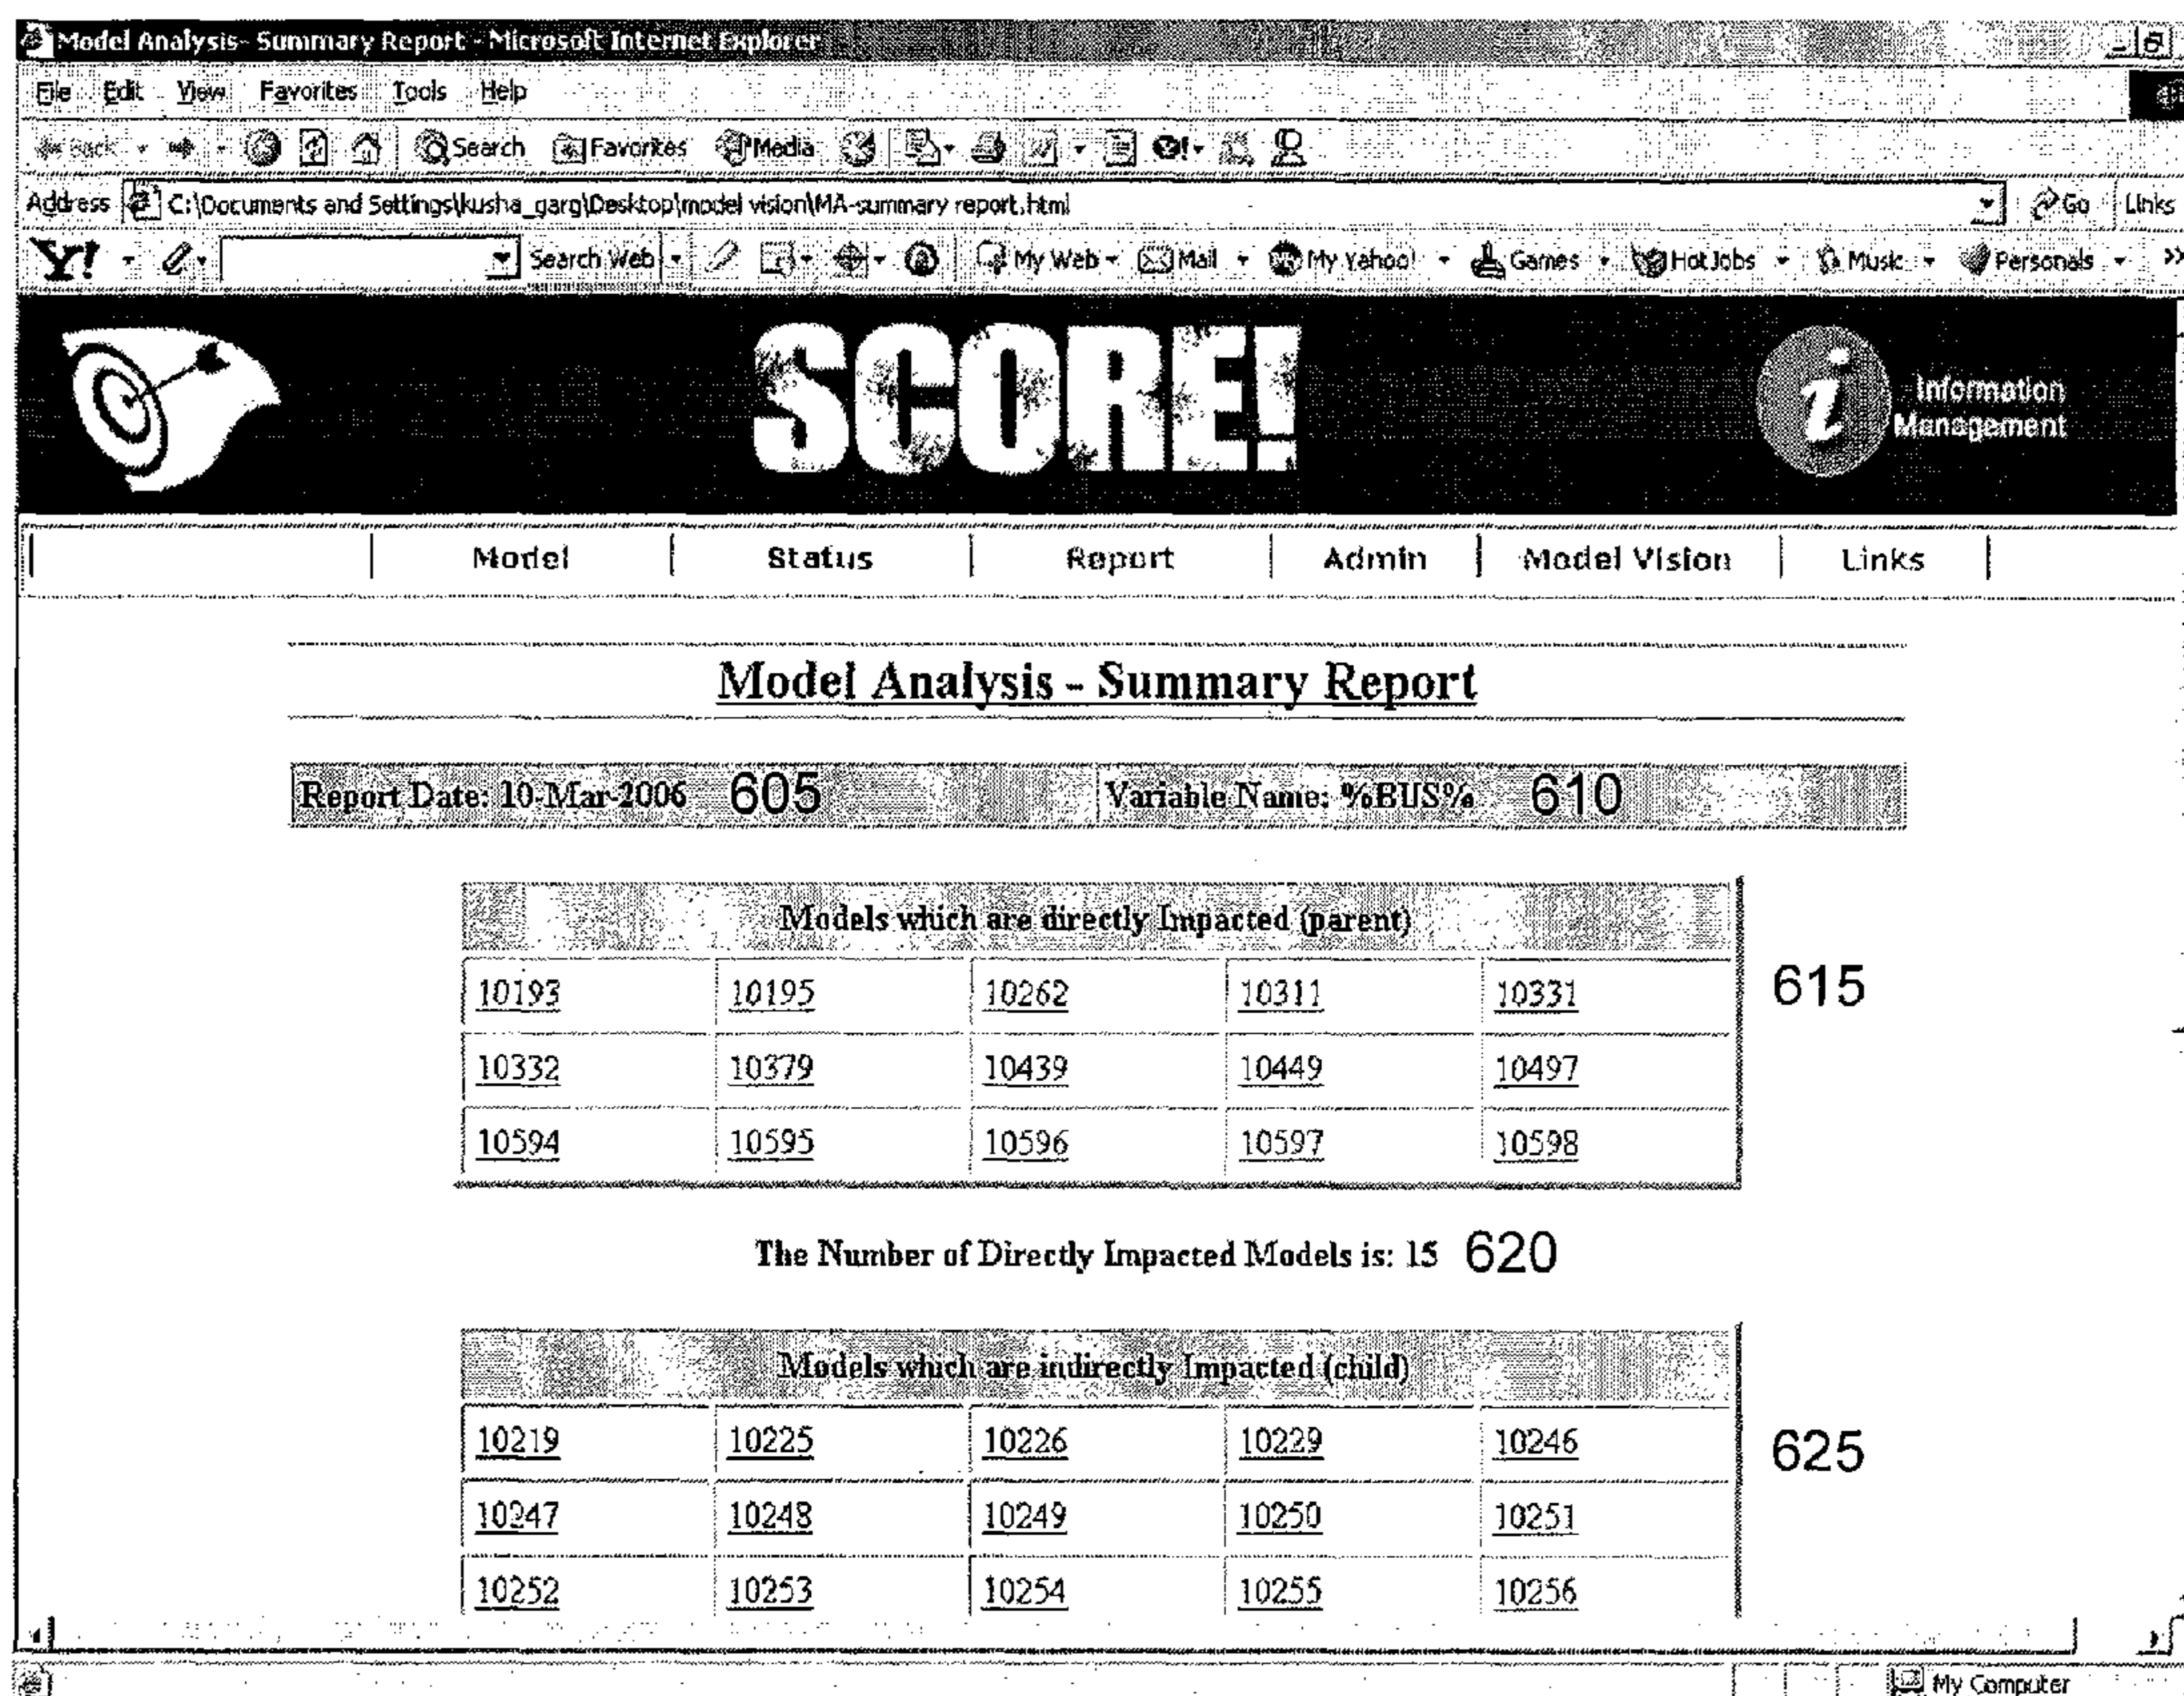 Model Analysis- Summary Report - Microsoft Internet Explorer
File Edit View Favorites Tools Help
Back Search Favorites Media
Address C:\Documents and Settings\kusha_garg\Desktop\model vision\MA-summary report.html Go Links
Y! Search Web My Web Mail My Yahoo! Games HotJobs Music Personals »
SCORE!
i Information Management
Model Status Report Admin Model Vision Links
Model Analysis - Summary Report
Report Date: 10-Mar-2006 605 Variable Name: %BUS% 610
Models which are directly Impacted (parent)
10193 10195 10262 10311 10331 615
10332 10379 10439 10449 10497
10594 10595 10596 10597 10598
The Number of Directly Impacted Models is: 15 620
Models which are indirectly Impacted (child)
10219 10225 10226 10229 10246 625
10247 10248 10249 10250 10251
10252 10253 10254 10255 10256
My Computer